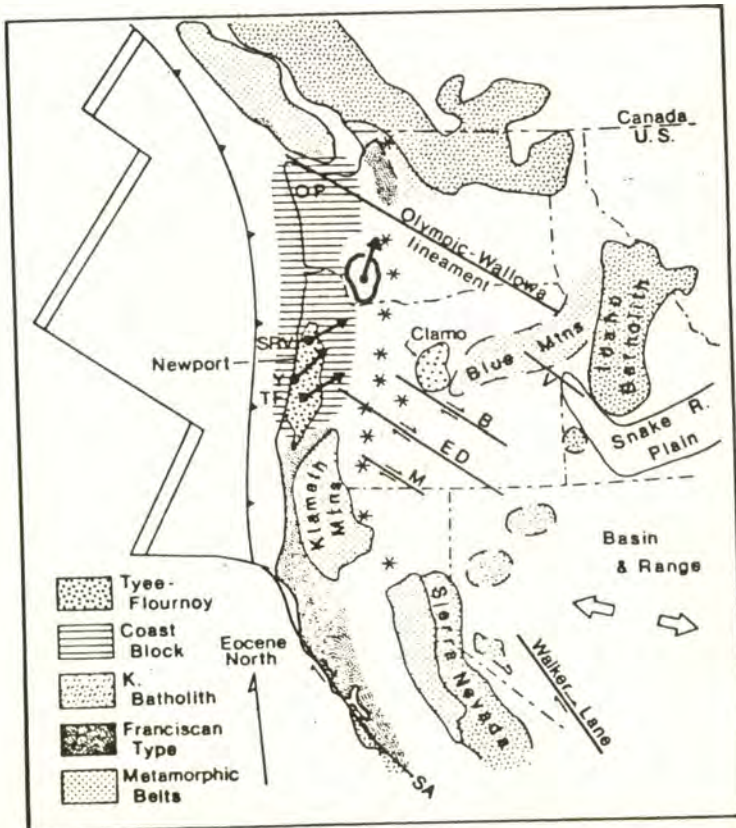 Canada
U.S.
OP
Olympic-Wallowa
lineament
Idaho
Batholith
SRV
Newport
Y
TF
Clarno
Blue Mtns
B
ED
M
Snake R.
Plain
Klamath
Mtns
Basin
& Range
Sierra
Nevada
Walker Lane
SA
Tyee-
Flournoy
Coast
Block
K.
Batholith
Franciscan
Type
Metamorphic
Belts
Eocene
North